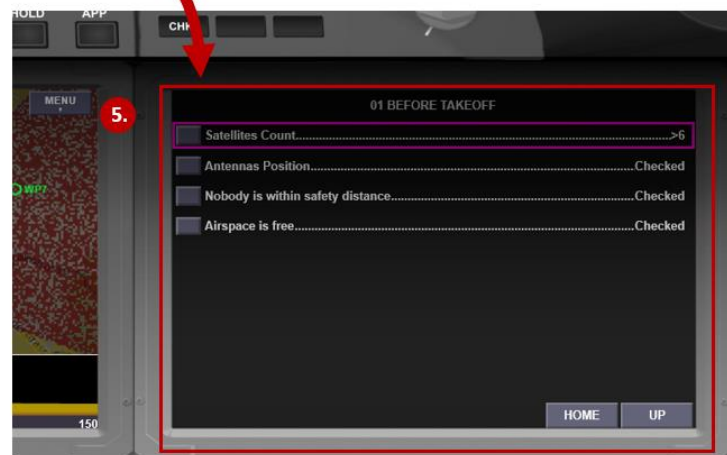 HOLD APP
CHK
MENU
5.
01 BEFORE TAKEOFF
Satellites Count..........>6
Antennas Position..........Checked
WP7
Nobody is within safety distance..........Checked
Airspace is free..........Checked
HOME UP
150